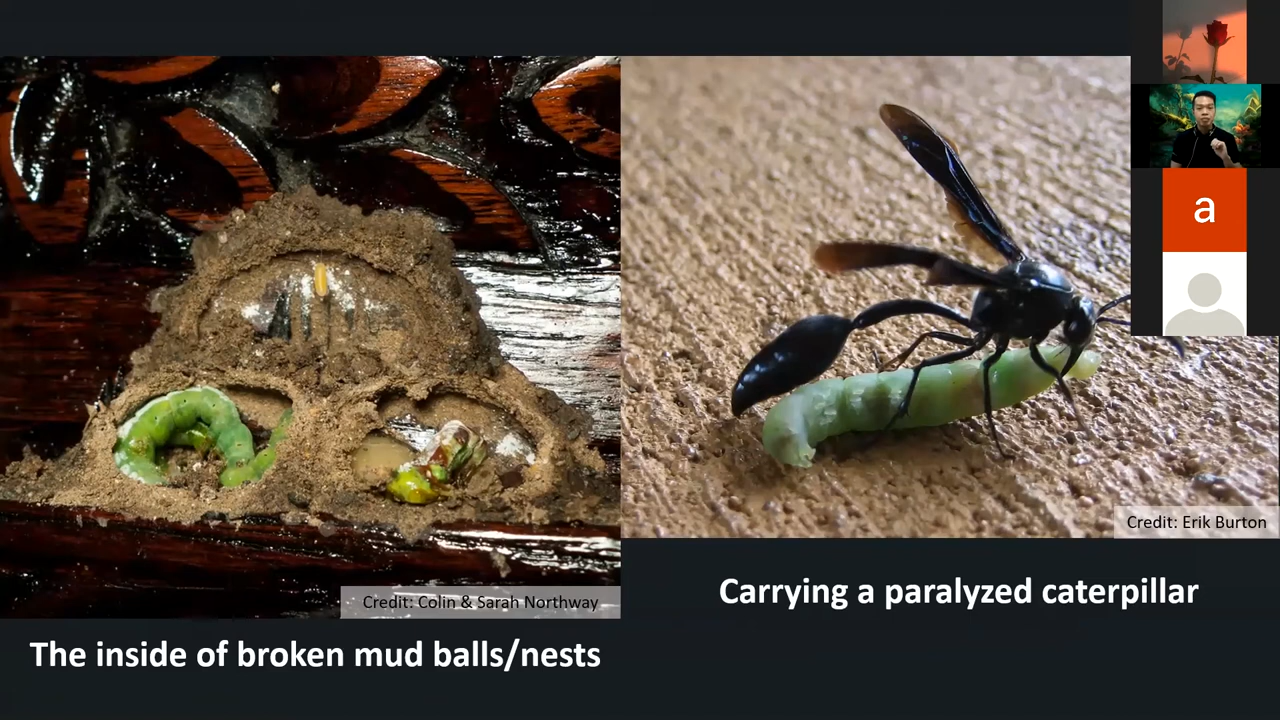 a
Credit: Erik Burton
Credit: Colin & Sarah Northway
Carrying a paralyzed caterpillar
The inside of broken mud balls/nests